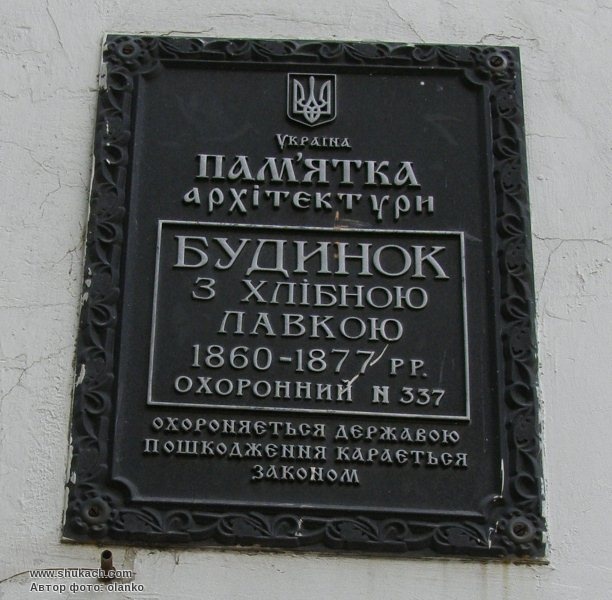 Україна
ПАМ'ЯТКА
архітектури
БУДИНОК
З ХЛІБНОЮ
ЛАВКОЮ
1860-1877 РР.
ОХОРОННИЙ N 337
ОХОРОНЯЄТЬСЯ ДЕРЖАВОЮ
ПОШКОДЖЕННЯ КАРАЄТЬСЯ
ЗАКОНОМ
www.shukach.com
Автор фото: olanko